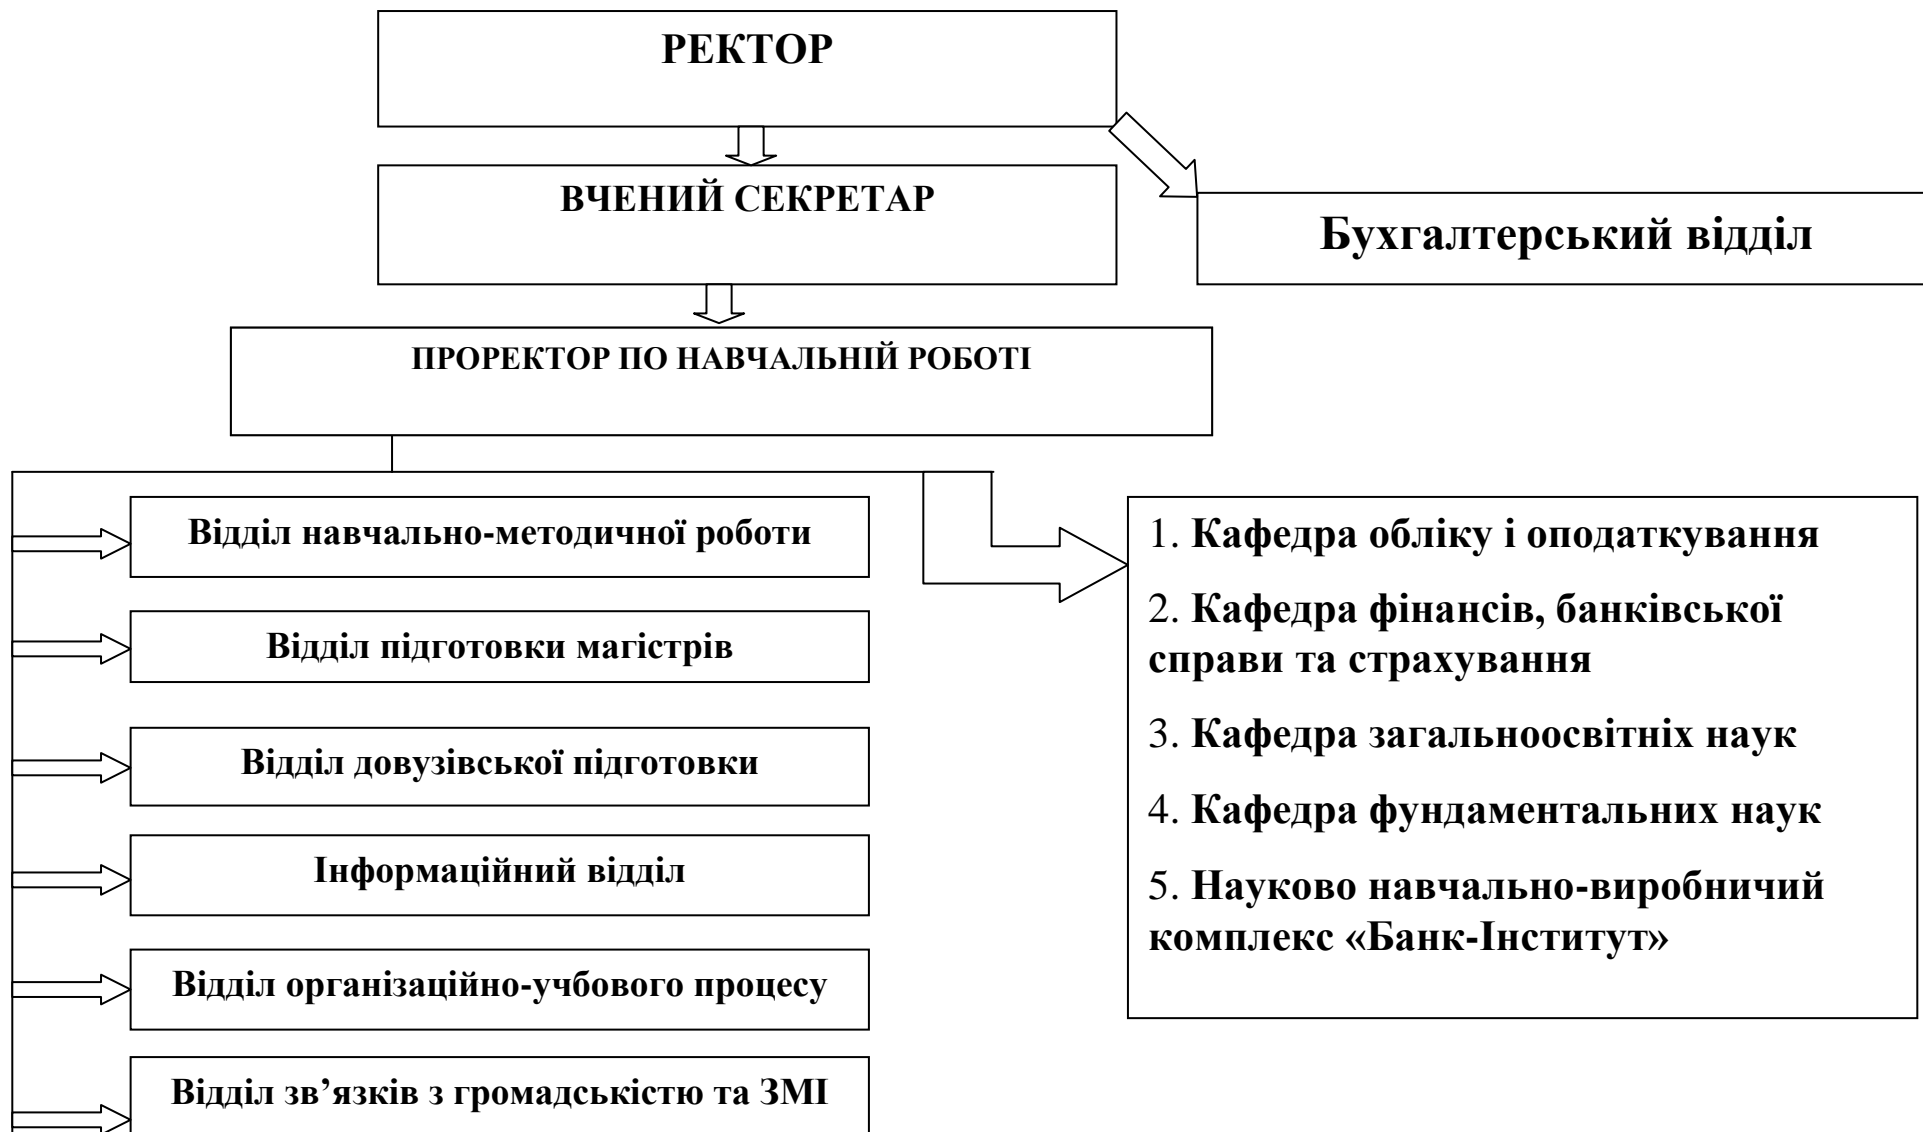 РЕКТОР
ВЧЕНИЙ СЕКРЕТАР
Бухгалтерський відділ
ПРОРЕКТОР ПО НАВЧАЛЬНІЙ РОБОТІ
Відділ навчально-методичної роботи
Відділ підготовки магістрів
Відділ довузівської підготовки
Інформаційний відділ
Відділ організаційно-учбового процесу
Відділ зв’язків з громадськістю та ЗМІ
1. Кафедра обліку і оподаткування
2. Кафедра фінансів, банківської
справи та страхування
3. Кафедра загальноосвітніх наук
4. Кафедра фундаментальних наук
5. Науково навчально-виробничий
комплекс «Банк-Інститут»